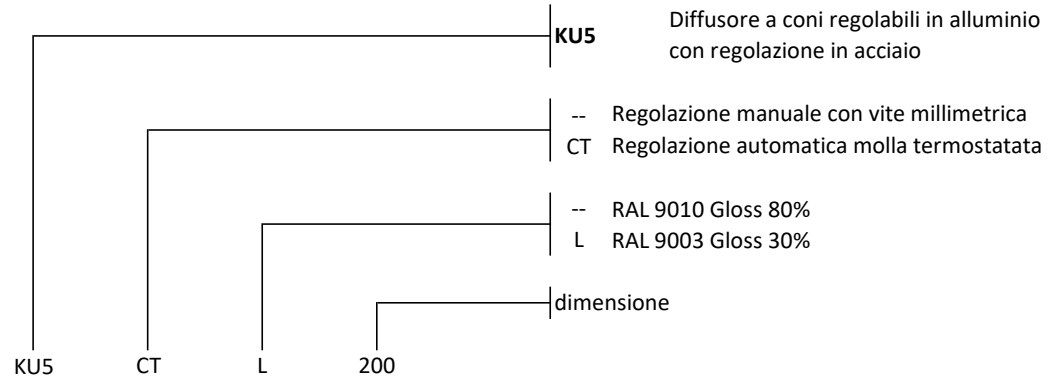 KU5 Diffusore a coni regolabili in alluminio
con regolazione in acciaio
-- Regolazione manuale con vite millimetrica
CT Regolazione automatica molla termostatata
-- RAL 9010 Gloss 80%
L RAL 9003 Gloss 30%
dimensione
KU5 CT L 200